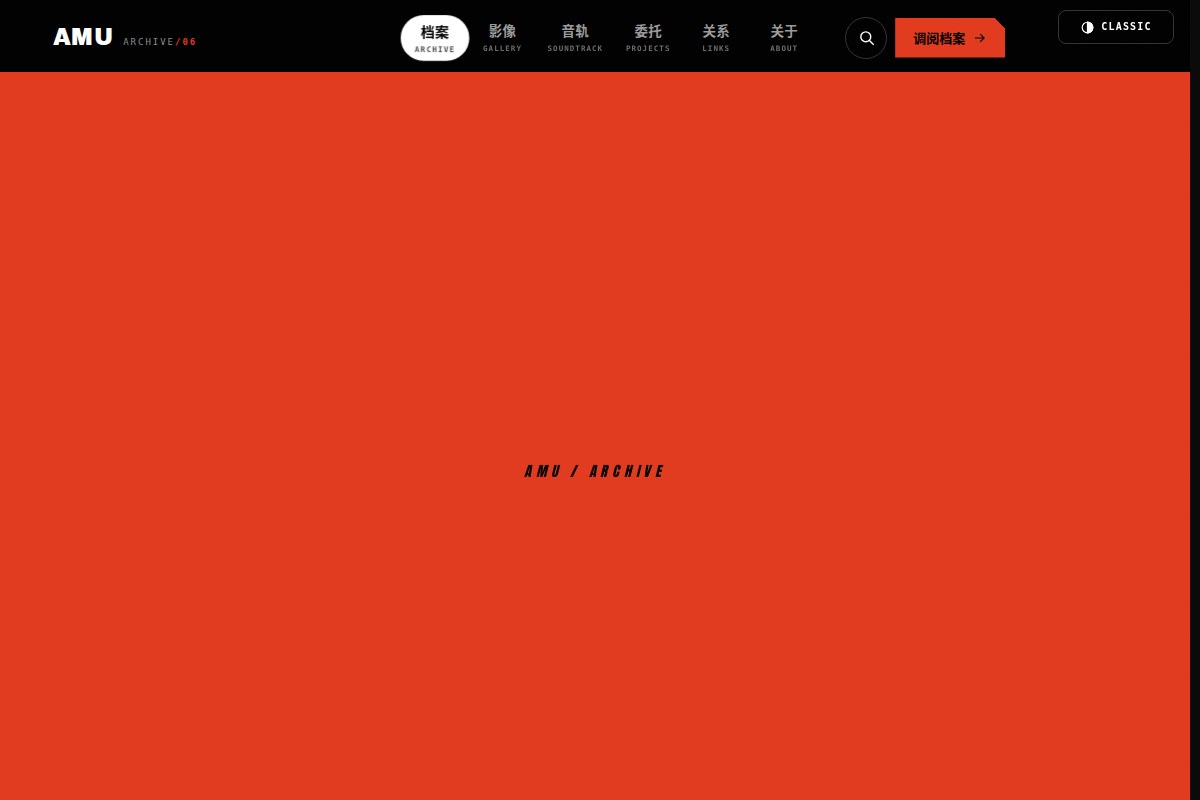 AMU ARCHIVE/06
档案
ARCHIVE
影像
GALLERY
音轨
SOUNDTRACK
委托
PROJECTS
关系
LINKS
关于
ABOUT
调阅档案 →
CLASSIC
AMU / ARCHIVE